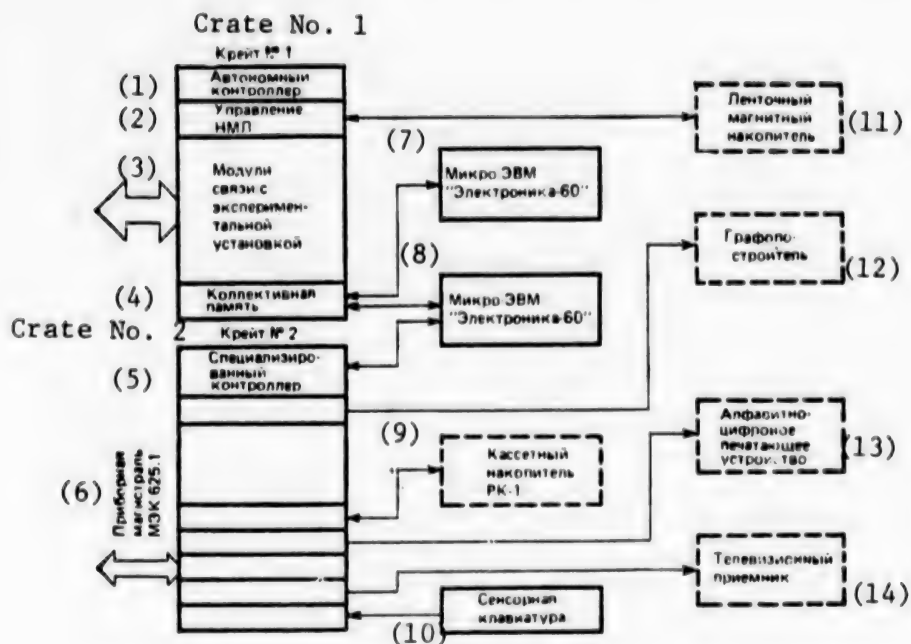 Crate No. 1
Крейт № 1
(1)
Автономный
контроллер
(2)
Управление
НМЛ
(3)
Модули
связи с
эксперимен-
тальной
установкой
(4)
Коллективная
память
(7)
Микро ЭВМ
"Электроника-60"
(8)
Микро ЭВМ
"Электроника-60"
Ленточный
магнитный
накопитель
(11)
Графопо-
строитель
(12)
Crate No. 2
Крейт № 2
(5)
Специализиро-
ванный
контроллер
(6)
Приборная
магистраль
МЭК 625.1
(9)
Кассетный
накопитель
РК-1
(10)
Сенсорная
клавиатура
Алфавитно-
цифровое
печатающее
устройство
(13)
Телевизионный
приемник
(14)